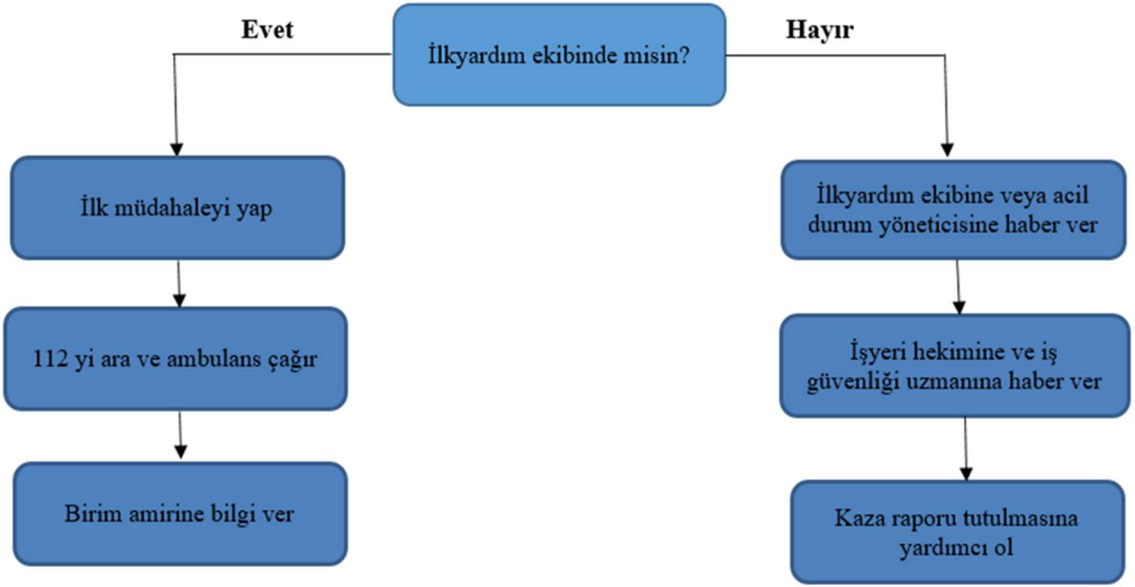 İlkyardım ekibinde misin?
Evet
Hayır
İlk müdahaleyi yap
112 yi ara ve ambulans çağır
Birim amirine bilgi ver
İlkyardım ekibine veya acil
durum yöneticisine haber ver
İşyeri hekimine ve iş
güvenliği uzmanına haber ver
Kaza raporu tutulmasına
yardımcı ol